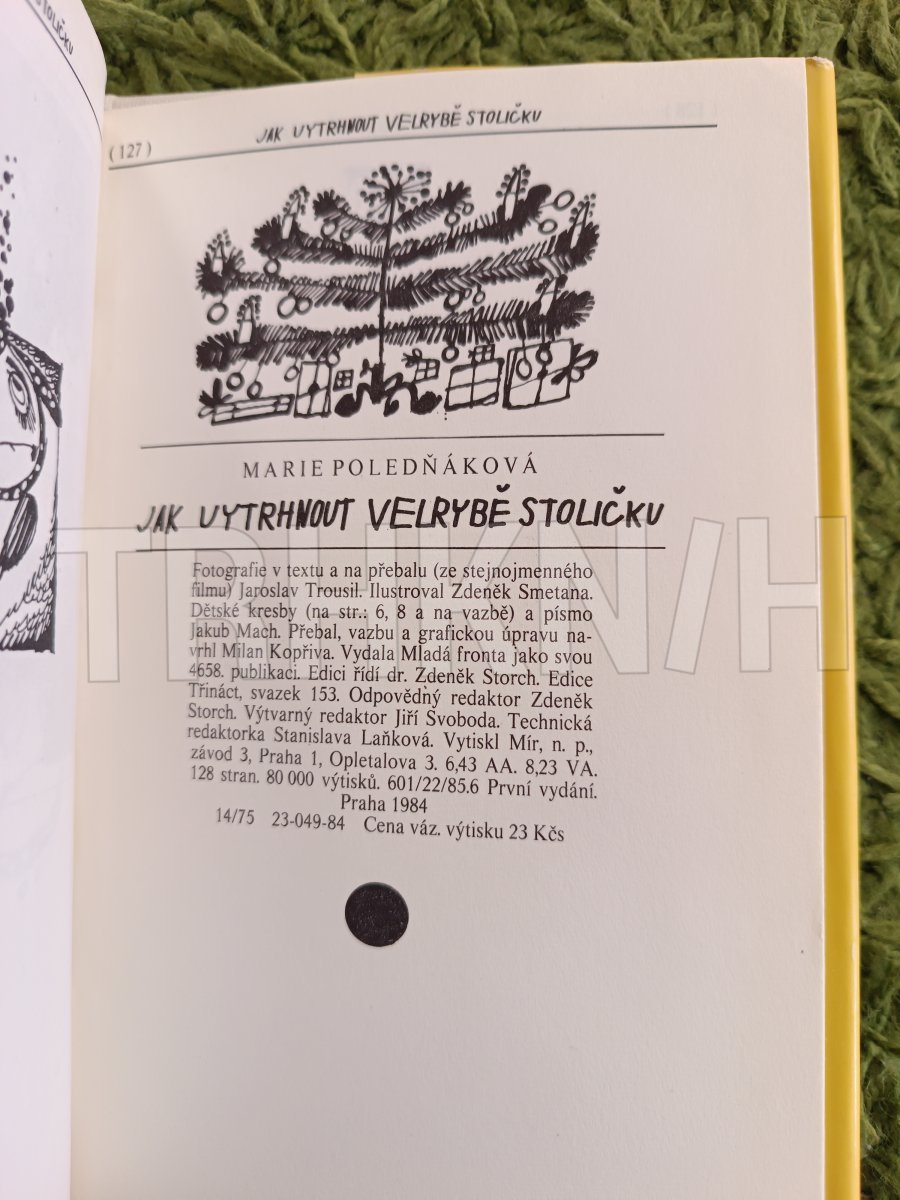 STOLIČKU
(127)
JAK VYTRHNOUT VELRYBĚ STOLIČKU
MARIE POLEDŇÁKOVÁ
JAK VYTRHNOUT VELRYBĚ STOLIČKU
Fotografie v textu a na přebalu (ze stejnojmenného
filmu) Jaroslav Trousil. Ilustroval Zdeněk Smetana.
Dětské kresby (na str.: 6, 8 a na vazbě) a písmo
Jakub Mach. Přebal, vazbu a grafickou úpravu na-
vrhl Milan Kopřiva. Vydala Mladá fronta jako svou
4658. publikaci. Edici řídí dr. Zdeněk Storch. Edice
Třináct, svazek 153. Odpovědný redaktor Zdeněk
Storch. Výtvarný redaktor Jiří Svoboda. Technická
redaktorka Stanislava Laňková. Vytiskl Mír, n. p.,
závod 3, Praha 1, Opletalova 3. 6,43 AA. 8,23 VA.
128 stran. 80 000 výtisků. 601/22/85.6 První vydání.
Praha 1984
14/75 23-049-84 Cena váz. výtisku 23 Kčs
TRHKNIH